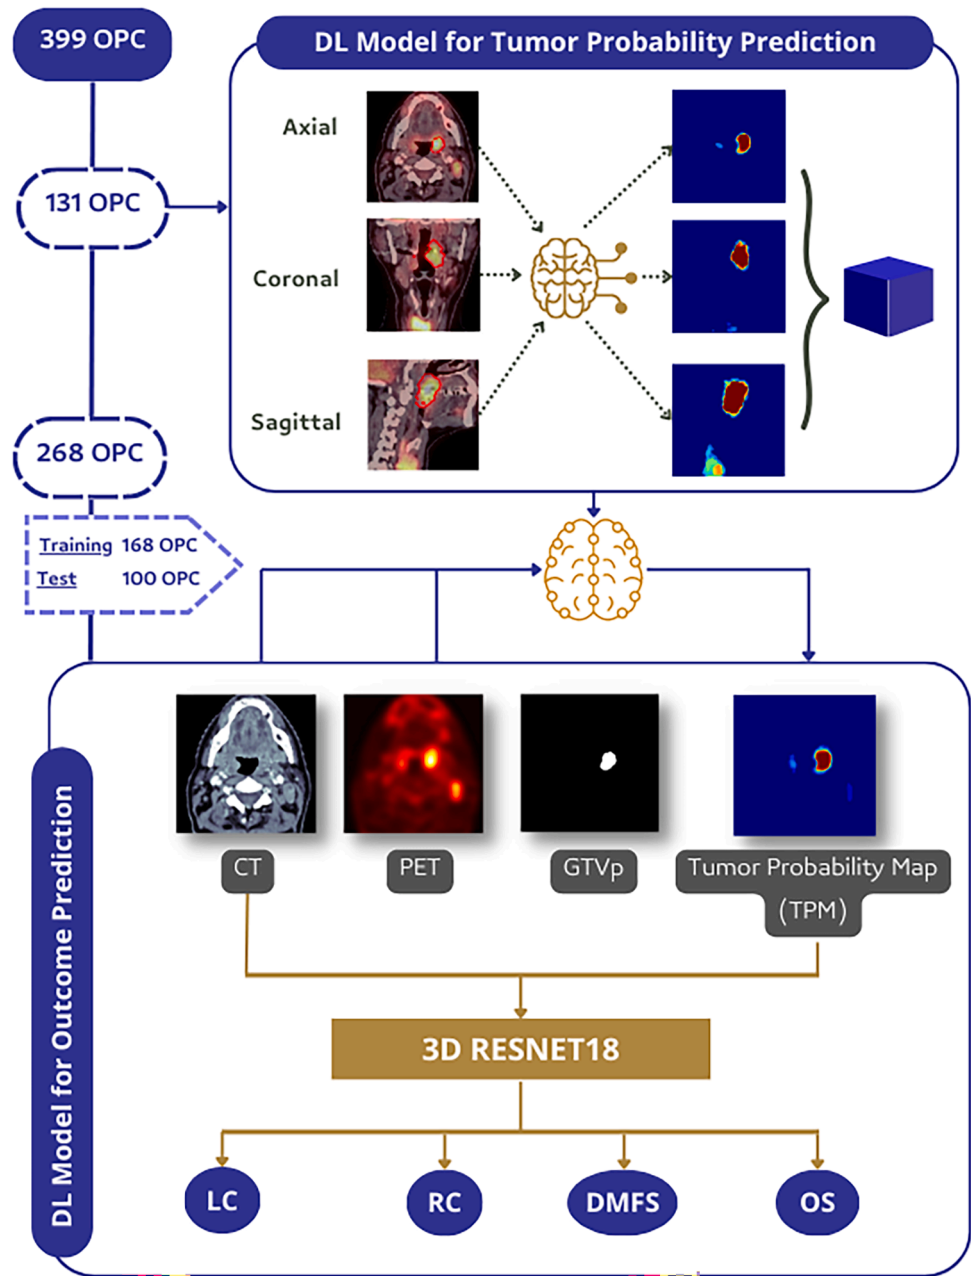 399 OPC
DL Model for Tumor Probability Prediction
Axial
131 OPC
Coronal
Sagittal
268 OPC
Training 168 OPC
Test 100 OPC
DL Model for Outcome Prediction
CT
PET
GTVp
Tumor Probability Map
(TPM)
3D RESNET18
LC
RC
DMFS
OS